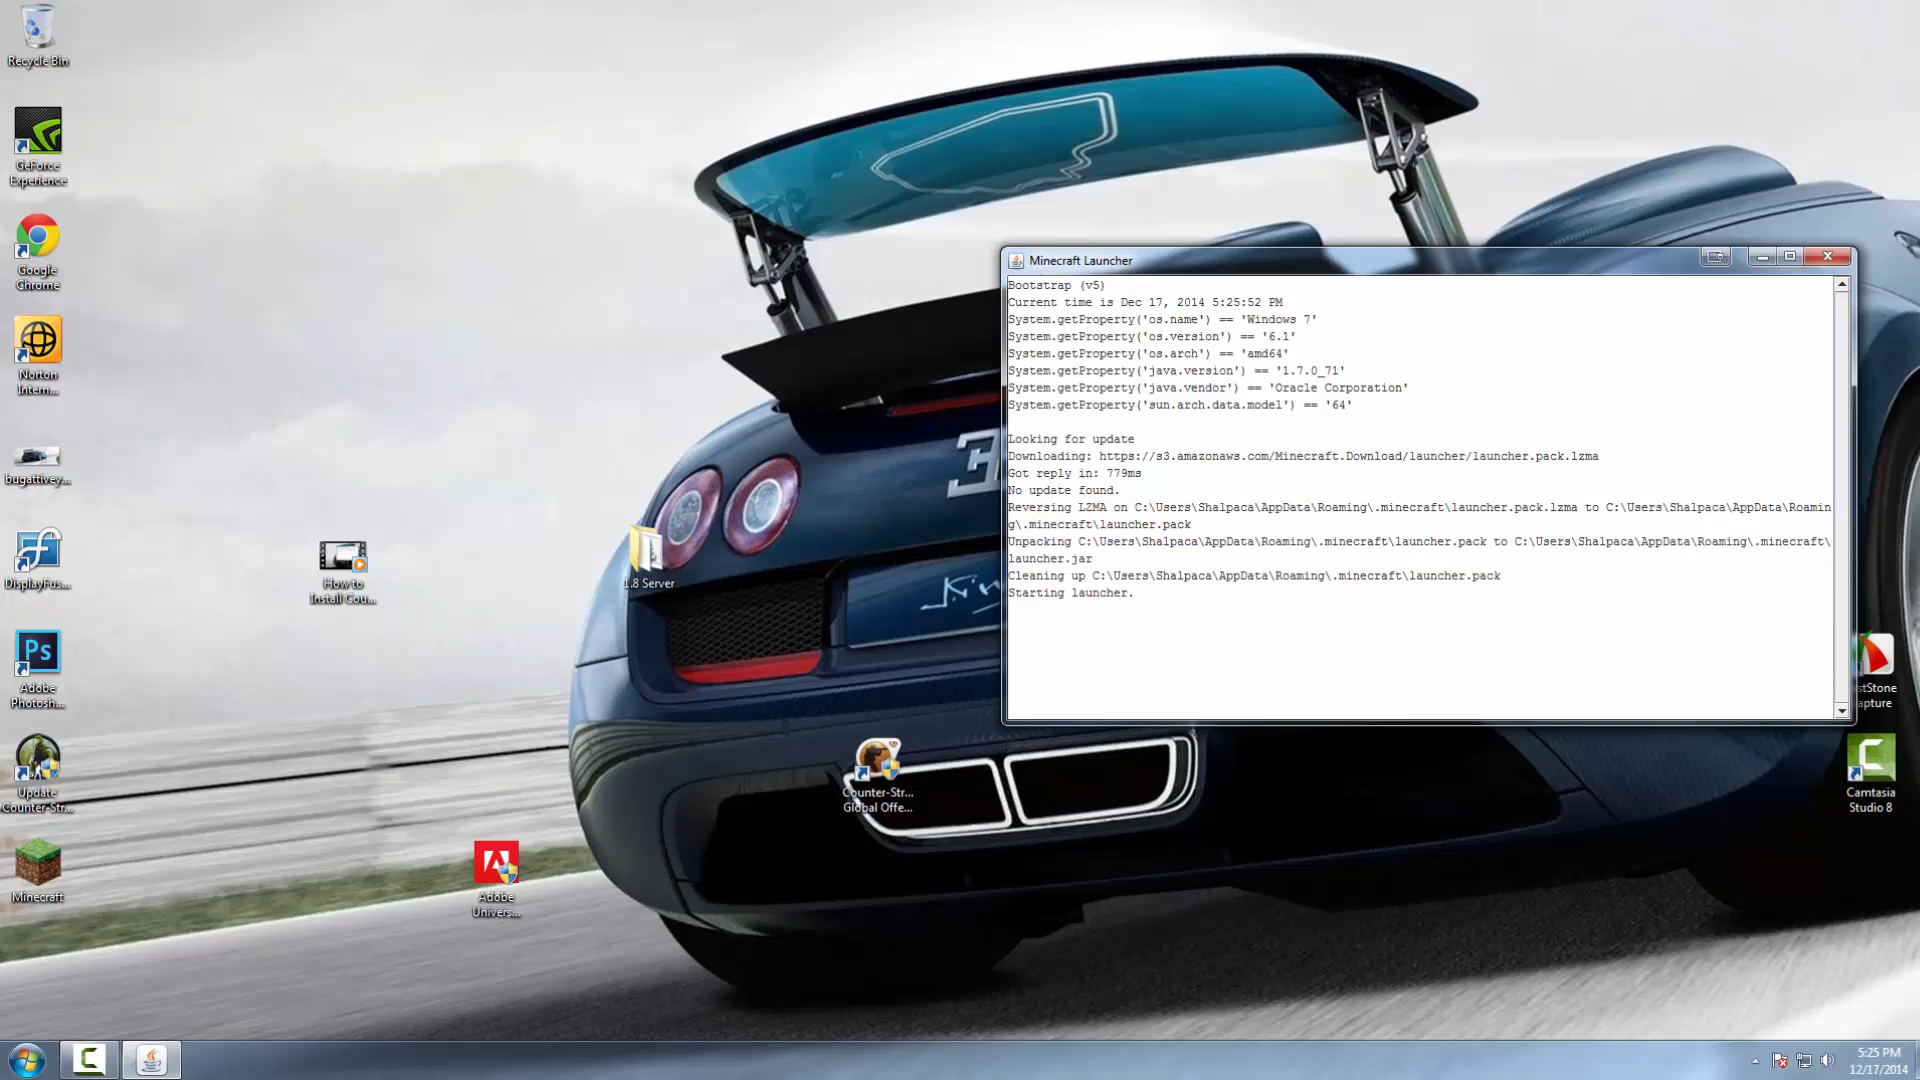 Recycle Bin
GeForce
Experience
Google
Chrome
Norton
Intern...
bugattivey...
DisplayFus...
Ps
Adobe
Photosh...
Update
Counter-Str...
Minecraft
How to
Install Cou...
1.8 Server
Adobe
Univers...
Counter-Str...
Global Offe...
Minecraft Launcher
Bootstrap (v5)
Current time is Dec 17, 2014 5:25:52 PM
System.getProperty('os.name') == 'Windows 7'
System.getProperty('os.version') == '6.1'
System.getProperty('os.arch') == 'amd64'
System.getProperty('java.version') == '1.7.0_71'
System.getProperty('java.vendor') == 'Oracle Corporation'
System.getProperty('sun.arch.data.model') == '64'
Looking for update
Downloading: https://s3.amazonaws.com/Minecraft.Download/launcher/launcher.pack.lzma
Got reply in: 779ms
No update found.
Reversing LZMA on C:\Users\Shalpaca\AppData\Roaming\.minecraft\launcher.pack.lzma to C:\Users\Shalpaca\AppData\Roamin
g\.minecraft\launcher.pack
Unpacking C:\Users\Shalpaca\AppData\Roaming\.minecraft\launcher.pack to C:\Users\Shalpaca\AppData\Roaming\.minecraft\
launcher.jar
Cleaning up C:\Users\Shalpaca\AppData\Roaming\.minecraft\launcher.pack
Starting launcher.
stStone
apture
Camtasia
Studio 8
5:25 PM
12/17/2014